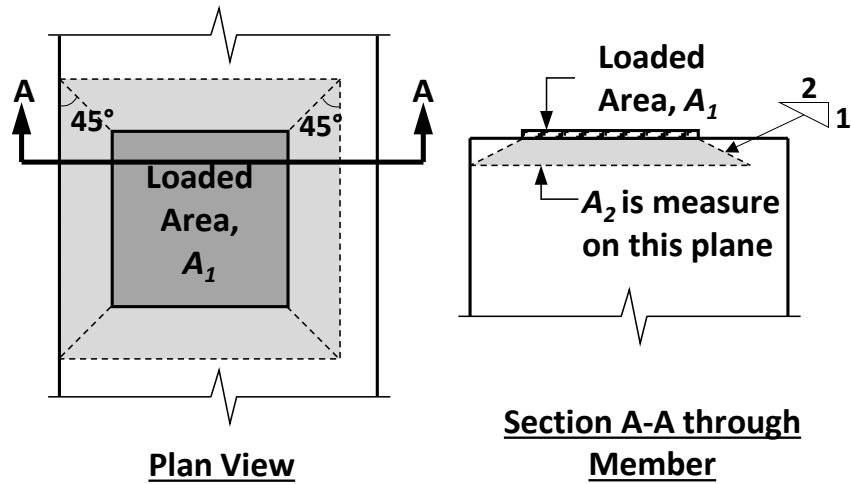 A
A
45°
45°
Loaded
Area,
A1
Plan View
Loaded
Area, A1
2
1
A2 is measure
on this plane
Section A-A through
Member